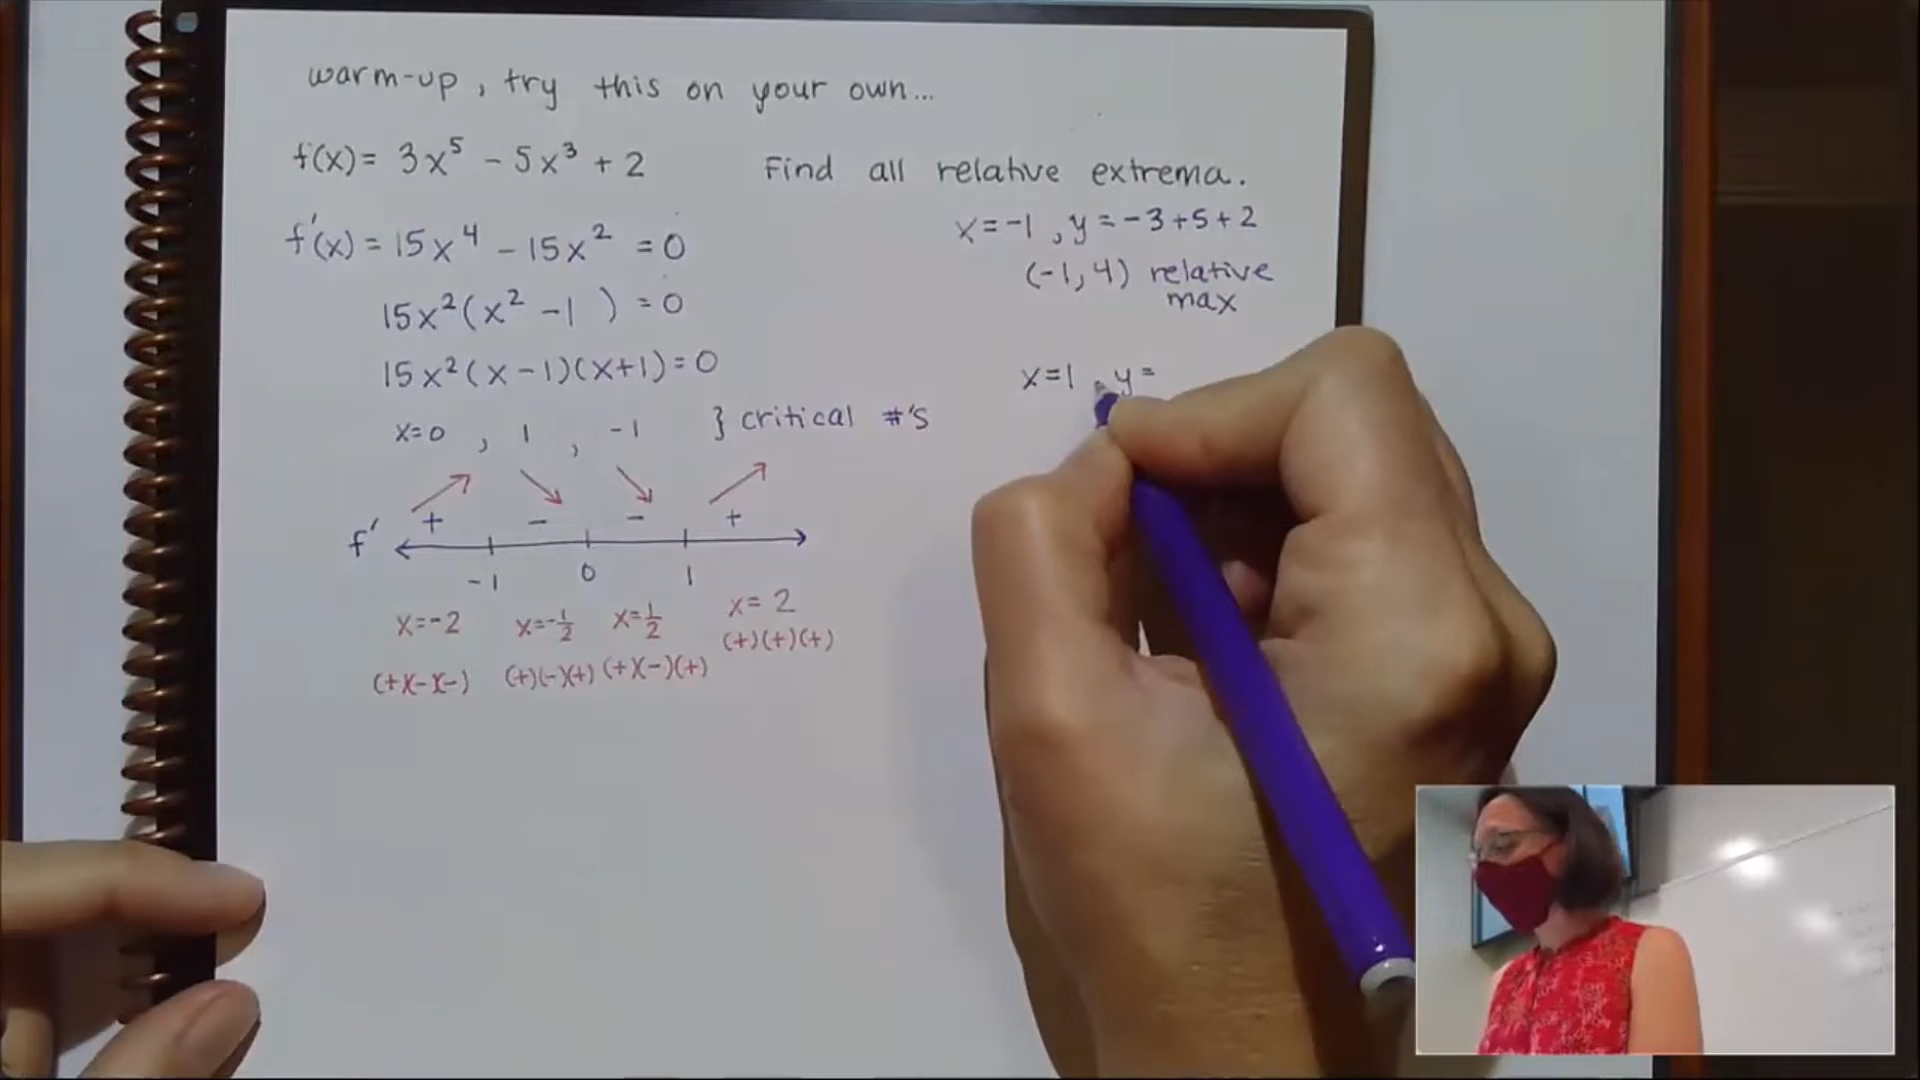 warm-up, try this on your own...
f(x) = 3x⁵ - 5x³ + 2
Find all relative extrema.
f'(x) = 15x⁴ - 15x² = 0
15x²(x² - 1 ) = 0
15x²(x - 1)(x+1) = 0
x=0 , 1 , -1 } critical #'s
+ - - +
f'
-1 0 1
x=-2 x=-1/2 x=1/2 x=2
(+)(-)(-) (+)(-)(+) (+)(-)(+) (+)(+)(+)
x=-1, y=-3+5+2
(-1,4) relative
max
x=1 y=